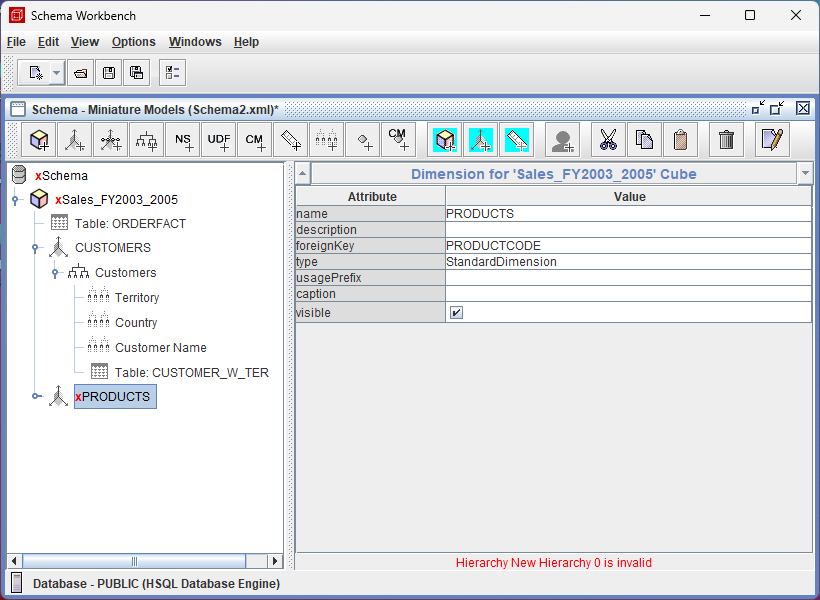 Schema Workbench
File Edit View Options Windows Help
Schema - Miniature Models (Schema2.xml)*
NS UDF CM CM
xSchema
xSales_FY2003_2005
Table: ORDERFACT
CUSTOMERS
Customers
Territory
Country
Customer Name
Table: CUSTOMER_W_TER
xPRODUCTS
Dimension for 'Sales_FY2003_2005' Cube
Attribute Value
name PRODUCTS
description
foreignKey PRODUCTCODE
type StandardDimension
usagePrefix
caption
visible
Hierarchy New Hierarchy 0 is invalid
Database - PUBLIC (HSQL Database Engine)